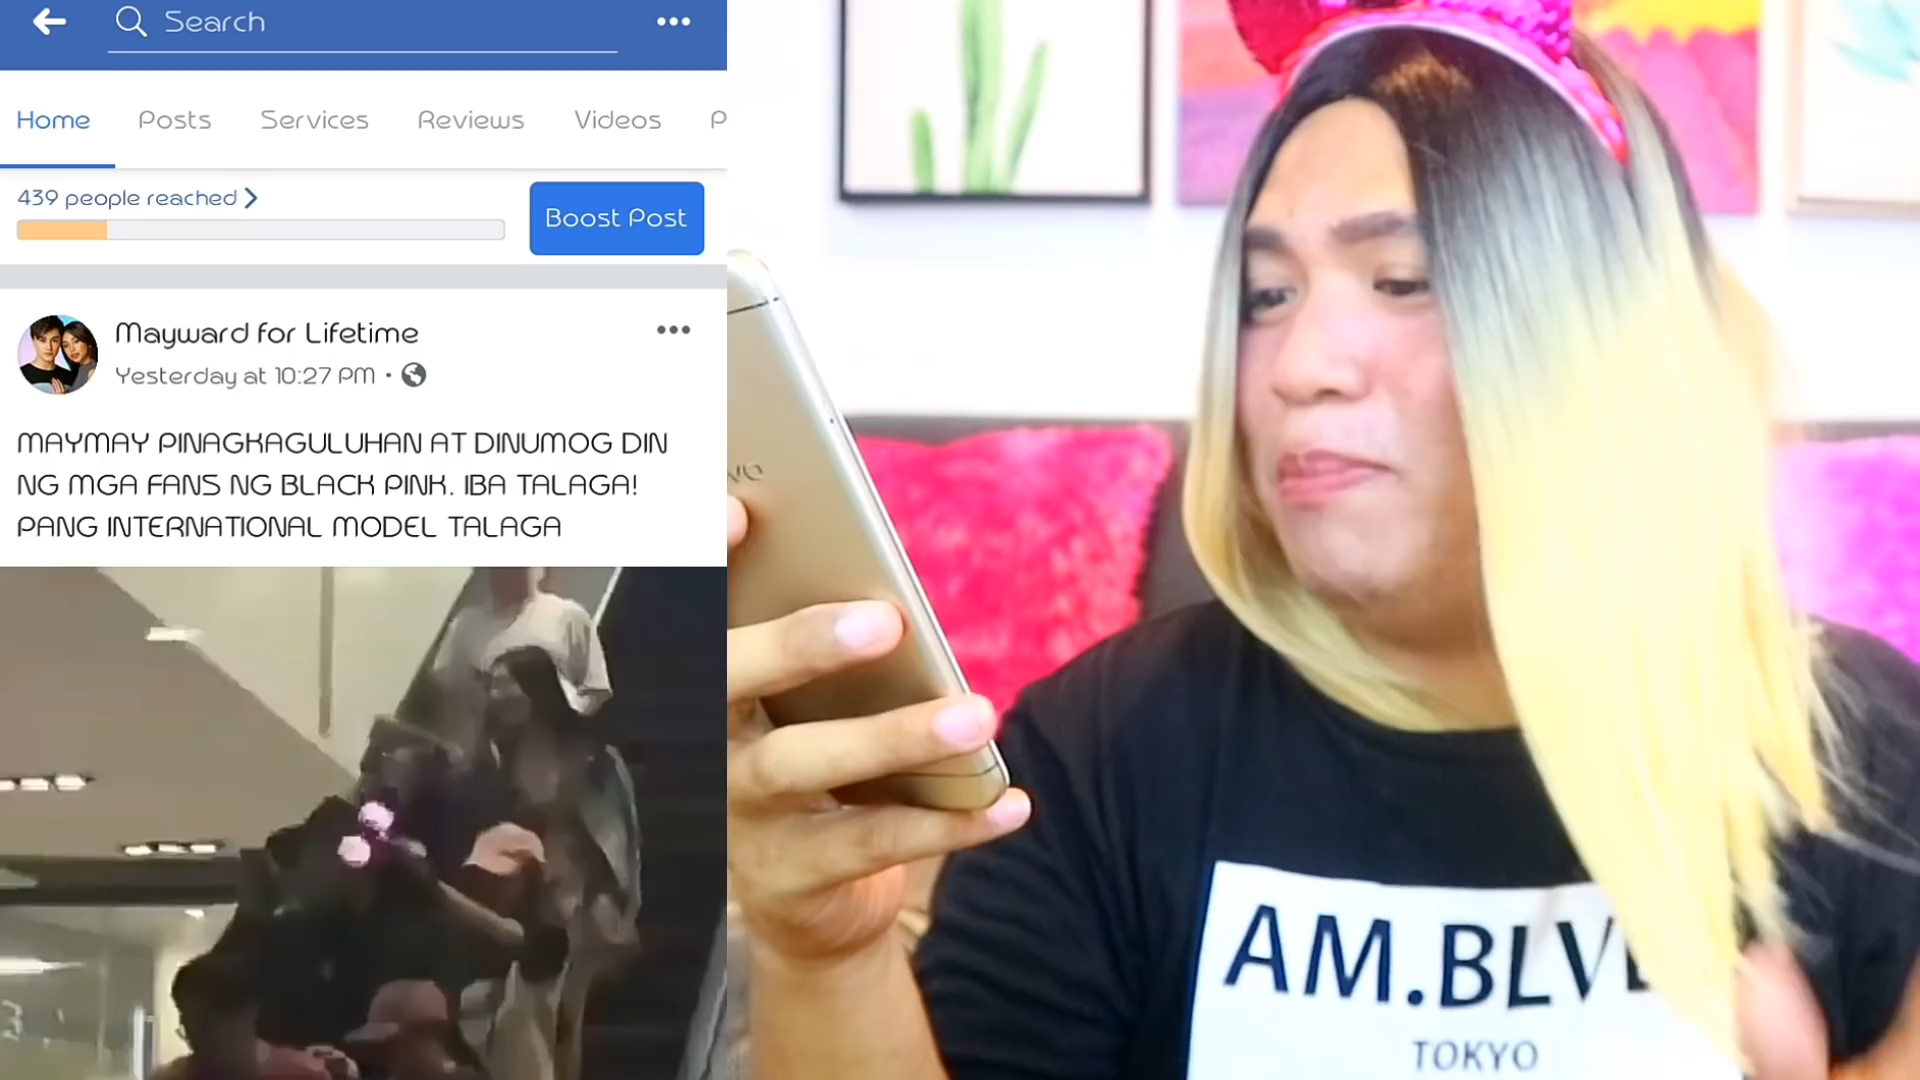 Search
Home Posts Services Reviews Videos P
439 people reached
Boost Post
Mayward for Lifetime
Yesterday at 10:27 PM •
MAYMAY PINAGKAGULUHAN AT DINUMOG DIN
NG MGA FANS NG BLACK PINK. IBA TALAGA!
PANG INTERNATIONAL MODEL TALAGA
AM.BLV
TOKYO